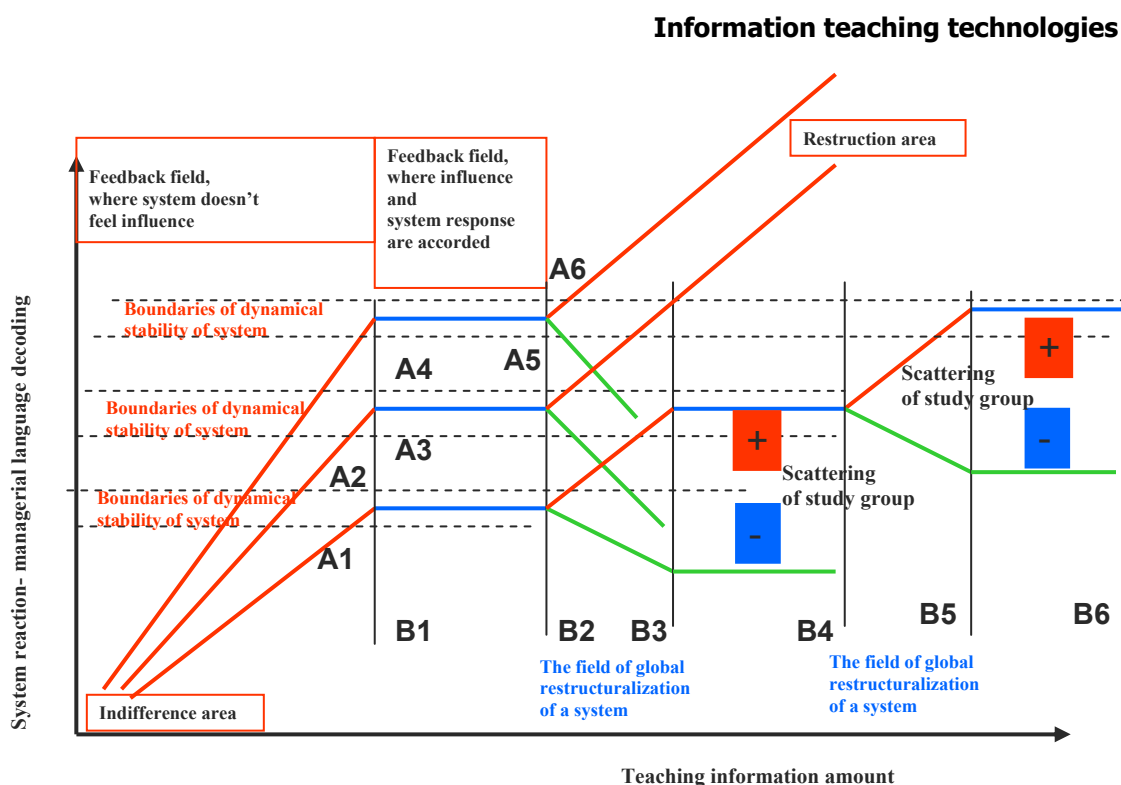 Information teaching technologies
Restruction area
Feedback field,
where system doesn't
feel influence
Feedback field,
where influence
and
system response
are accorded
A6
Boundaries of dynamical
stability of system
A5
A4
+
Scattering
of study group
Boundaries of dynamical
stability of system
A3
A2
-
+
Scattering
of study group
Boundaries of dynamical
stability of system
-
A1
B1
B2
B3
B4
B5
B6
The field of global
restructuralization
of a system
The field of global
restructuralization
of a system
Indifference area
System reaction- managerial language decoding
Teaching information amount